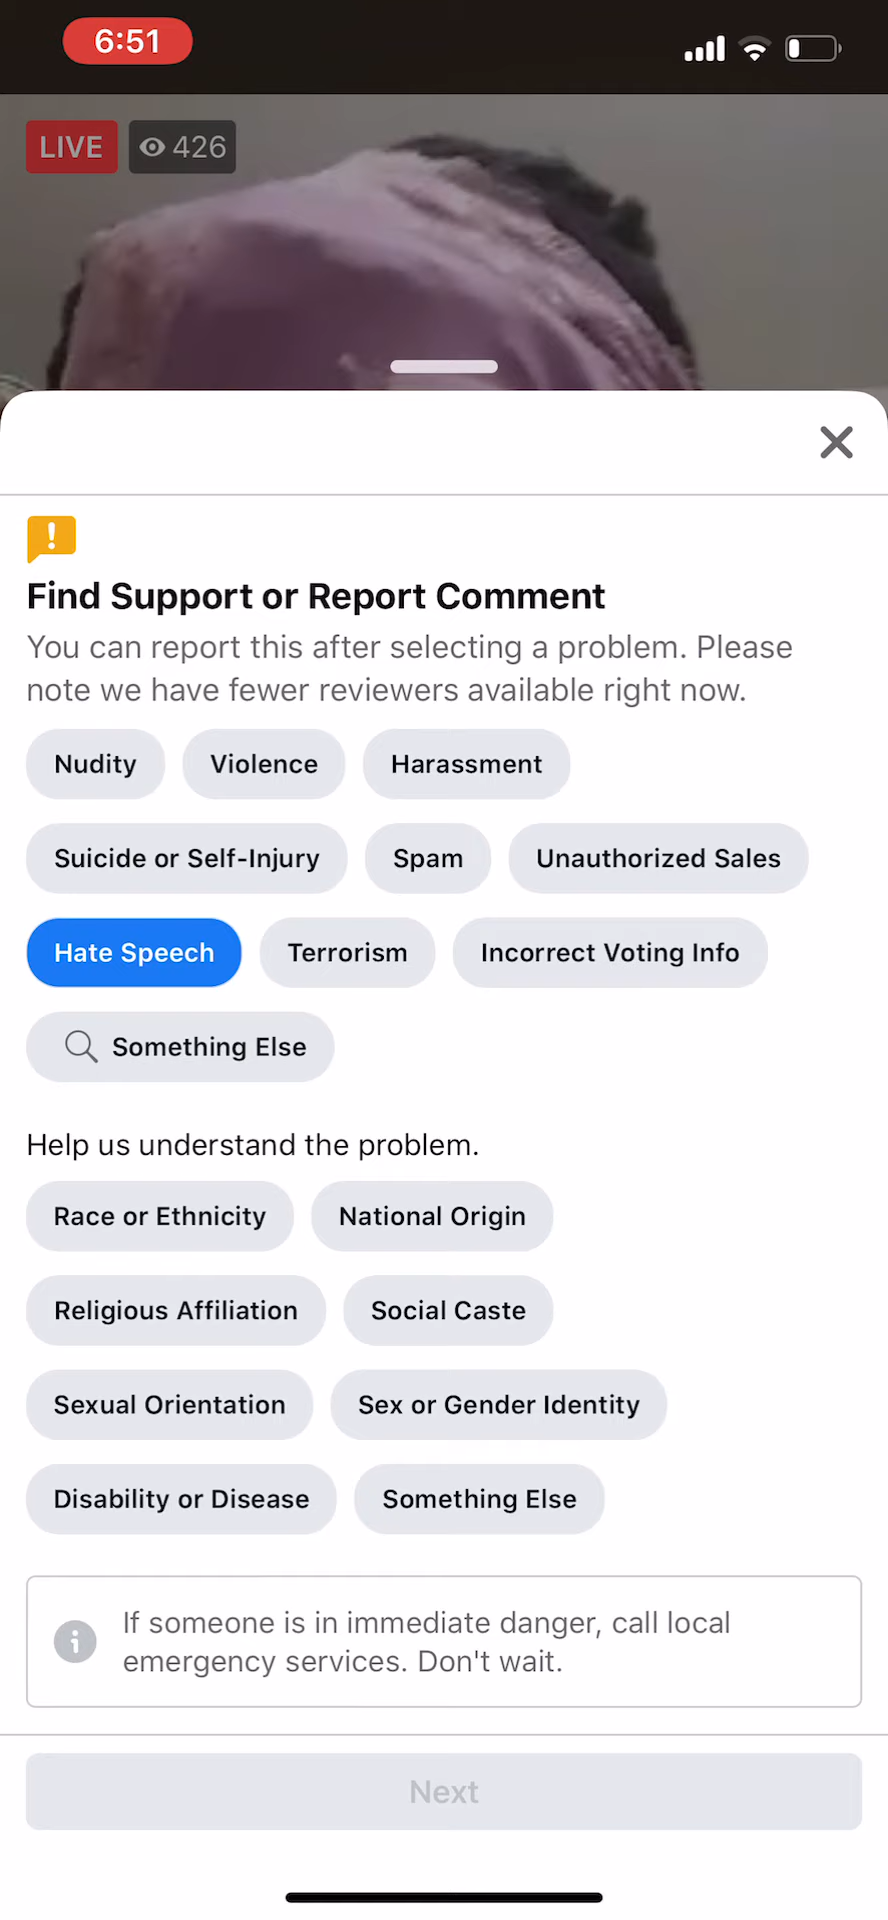 6:51
LIVE 426
Find Support or Report Comment
You can report this after selecting a problem. Please
note we have fewer reviewers available right now.
Nudity Violence Harassment
Suicide or Self-Injury Spam Unauthorized Sales
Hate Speech Terrorism Incorrect Voting Info
Something Else
Help us understand the problem.
Race or Ethnicity National Origin
Religious Affiliation Social Caste
Sexual Orientation Sex or Gender Identity
Disability or Disease Something Else
If someone is in immediate danger, call local
emergency services. Don't wait.
Next